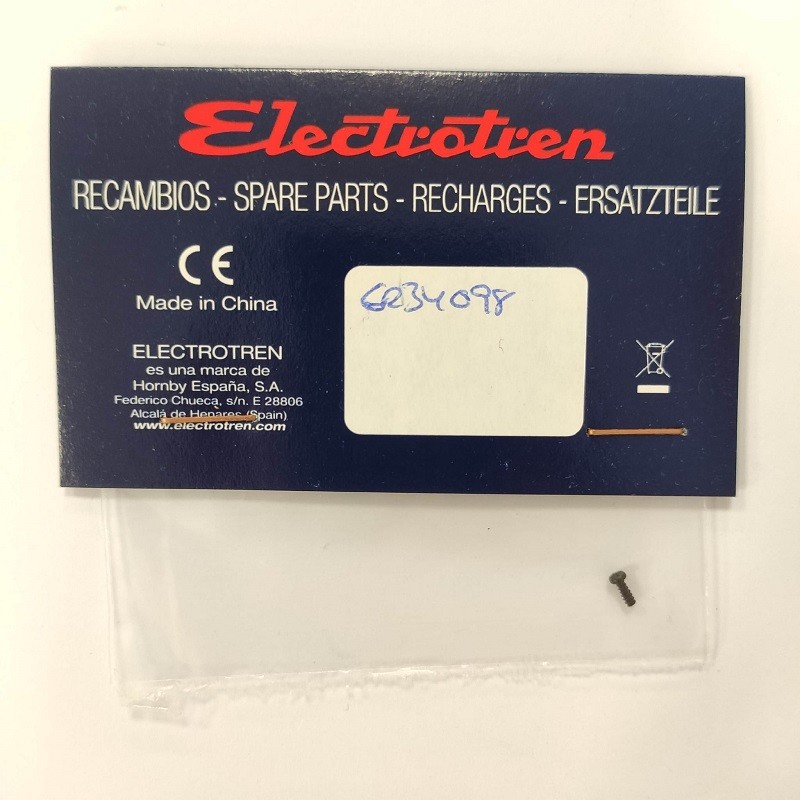 Electrotren
RECAMBIOS - SPARE PARTS - RECHARGES - ERSATZTEILE
CE
Made in China
6234098
ELECTROTREN
es una marca de
Hornby España, S.A.
Federico Chueca, s/n. E 28806
Alcalá de Henares (Spain)
www.electrotren.com